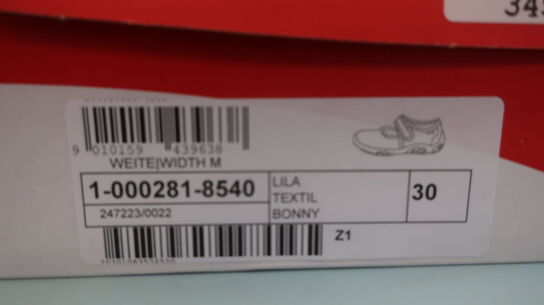 9 010159 439638
WEITE|WIDTH M
1-000281-8540
247223/0022
LILA
TEXTIL
BONNY
30
Z1